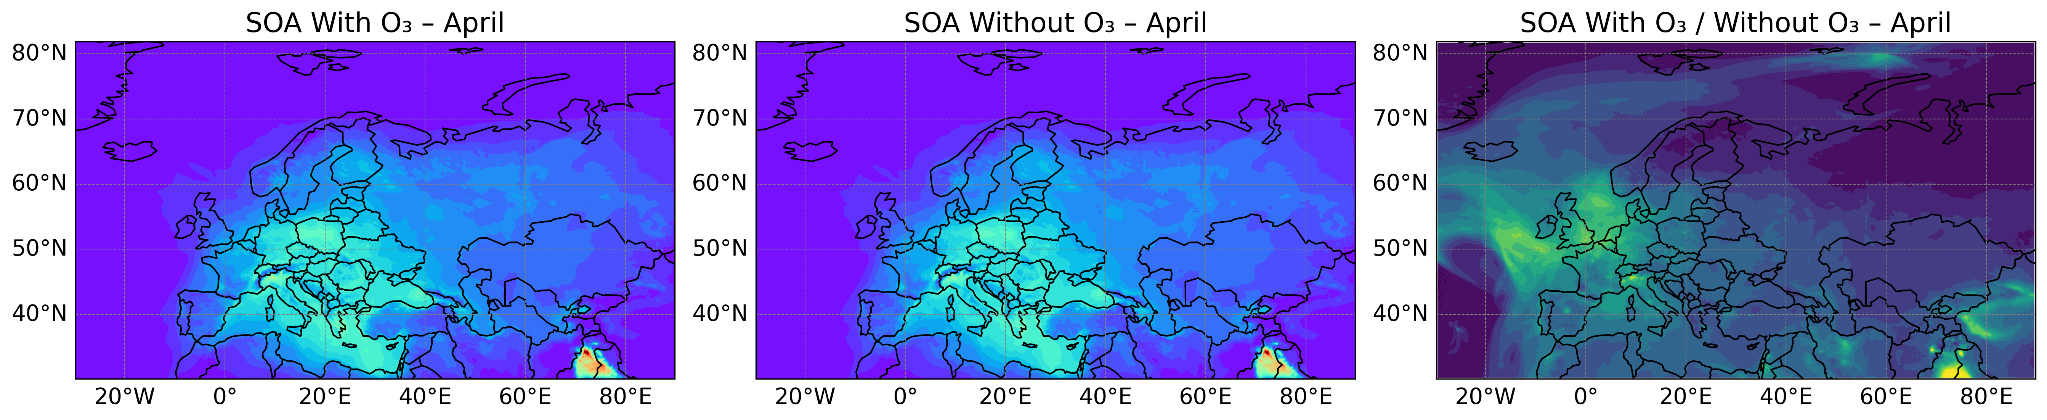 SOA With O₃ – April
SOA Without O₃ – April
SOA With O₃ / Without O₃ – April
80°N
70°N
60°N
50°N
40°N
20°W 0° 20°E 40°E 60°E 80°E
80°N
70°N
60°N
50°N
40°N
20°W 0° 20°E 40°E 60°E 80°E
80°N
70°N
60°N
50°N
40°N
20°W 0° 20°E 40°E 60°E 80°E